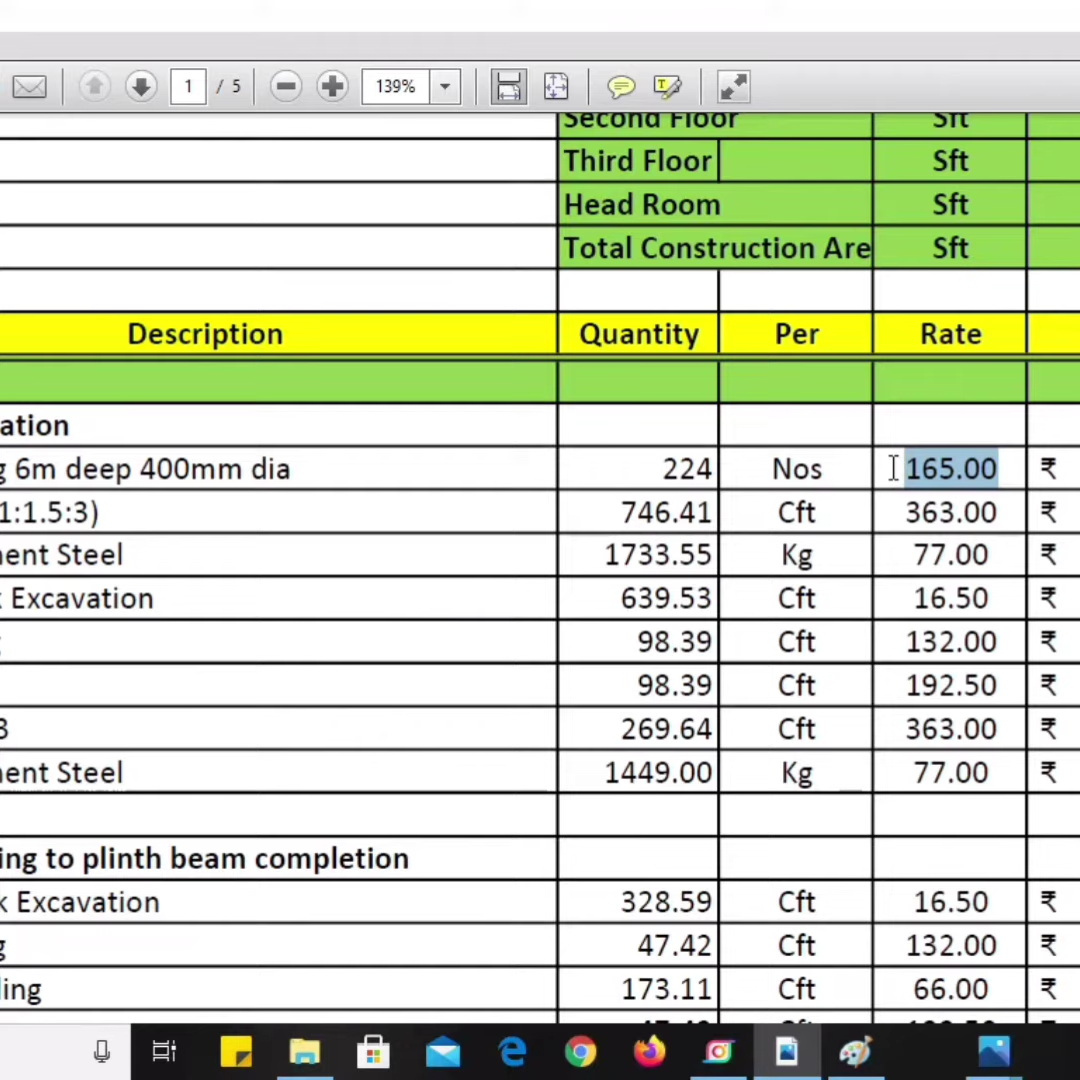 1 / 5 139%
Second Floor Sft
Third Floor Sft
Head Room Sft
Total Construction Are Sft
Description Quantity Per Rate
ation
g 6m deep 400mm dia 224 Nos 165.00 ₹
1:1.5:3) 746.41 Cft 363.00 ₹
ent Steel 1733.55 Kg 77.00 ₹
Excavation 639.53 Cft 16.50 ₹
98.39 Cft 132.00 ₹
98.39 Cft 192.50 ₹
3 269.64 Cft 363.00 ₹
ent Steel 1449.00 Kg 77.00 ₹
ing to plinth beam completion
k Excavation 328.59 Cft 16.50 ₹
g 47.42 Cft 132.00 ₹
ling 173.11 Cft 66.00 ₹